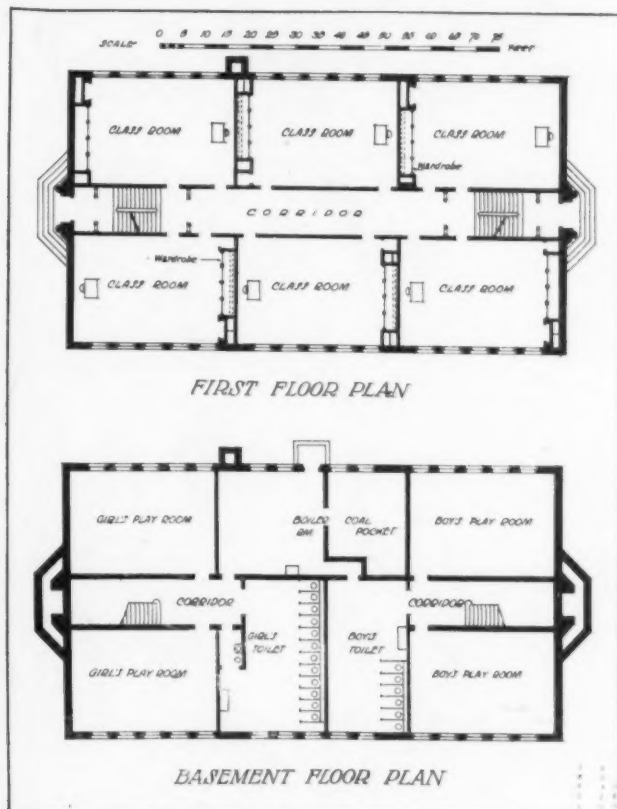 SCALE 0 5 10 15 20 25 30 35 40 45 50 55 60 65 70 75 FEET
CLASS ROOM CLASS ROOM CLASS ROOM
Wardrobe
CORRIDOR
Wardrobe
CLASS ROOM CLASS ROOM CLASS ROOM
FIRST FLOOR PLAN
GIRL'S PLAY ROOM BOILER RM. COAL POCKET BOY'S PLAY ROOM
CORRIDOR CORRIDOR
GIRL'S TOILET BOY'S TOILET
GIRL'S PLAY ROOM BOY'S PLAY ROOM
BASEMENT FLOOR PLAN